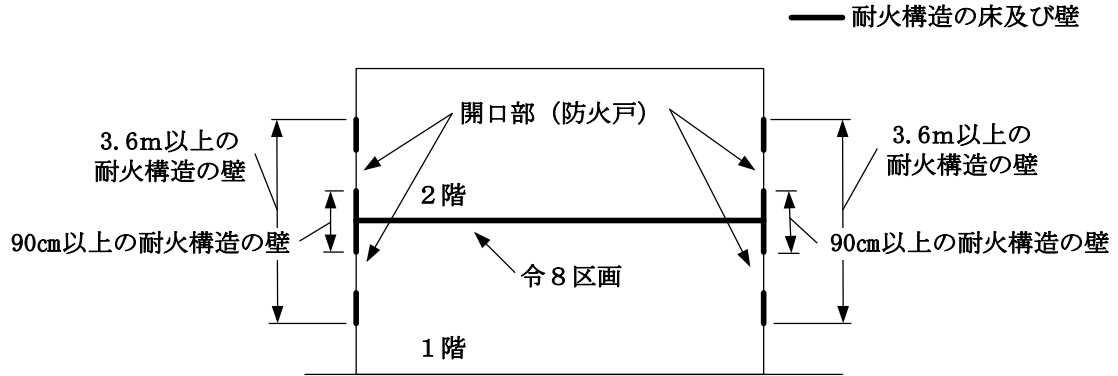 耐火構造の床及び壁
開口部（防火戸）
3.6m以上の
耐火構造の壁
3.6m以上の
耐火構造の壁
２階
90㎝以上の耐火構造の壁
90㎝以上の耐火構造の壁
令８区画
１階